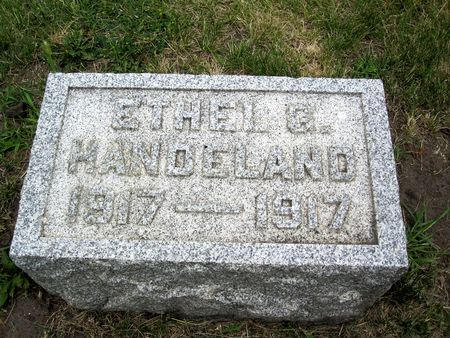 ETHEL G.
HANDELAND
1917 — 1917